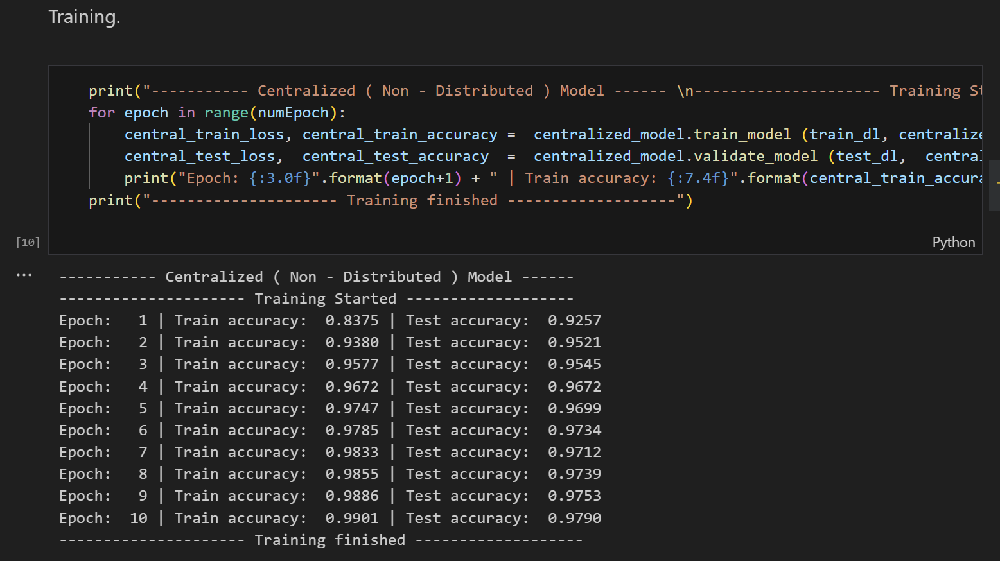 Training.
print("----------- Centralized ( Non - Distributed ) Model ------ \n--------------------- Training St
for epoch in range(numEpoch):
central_train_loss, central_train_accuracy =  centralized_model.train_model (train_dl, centralize
central_test_loss,  central_test_accuracy  =  centralized_model.validate_model (test_dl,  central
print("Epoch: {:3.0f}".format(epoch+1) + " | Train accuracy: {:7.4f}".format(central_train_accura
print("--------------------- Training finished -------------------")
[10]
Python
----------- Centralized ( Non - Distributed ) Model ------
--------------------- Training Started -------------------
Epoch:   1 | Train accuracy:  0.8375 | Test accuracy:  0.9257
Epoch:   2 | Train accuracy:  0.9380 | Test accuracy:  0.9521
Epoch:   3 | Train accuracy:  0.9577 | Test accuracy:  0.9545
Epoch:   4 | Train accuracy:  0.9672 | Test accuracy:  0.9672
Epoch:   5 | Train accuracy:  0.9747 | Test accuracy:  0.9699
Epoch:   6 | Train accuracy:  0.9785 | Test accuracy:  0.9734
Epoch:   7 | Train accuracy:  0.9833 | Test accuracy:  0.9712
Epoch:   8 | Train accuracy:  0.9855 | Test accuracy:  0.9739
Epoch:   9 | Train accuracy:  0.9886 | Test accuracy:  0.9753
Epoch:  10 | Train accuracy:  0.9901 | Test accuracy:  0.9790
--------------------- Training finished -------------------